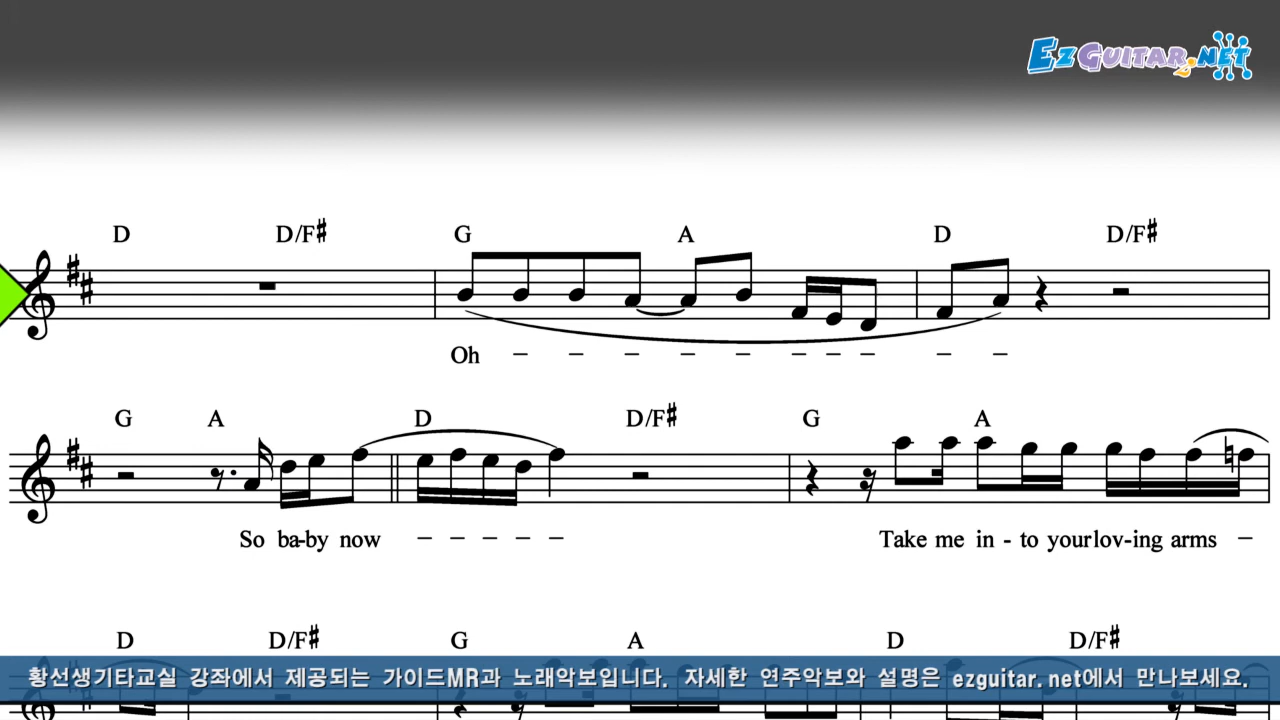 EzGUITAR.NET
D D/F♯ G A D D/F♯
Oh – – – – – – – – – –
G A D D/F♯ G A
So ba-by now – – – – – Take me in - to your lov-ing arms –
D D/F♯ G A D D/F♯
황선생기타교실 강좌에서 제공되는 가이드MR과 노래악보입니다. 자세한 연주악보와 설명은 ezguitar.net에서 만나보세요.